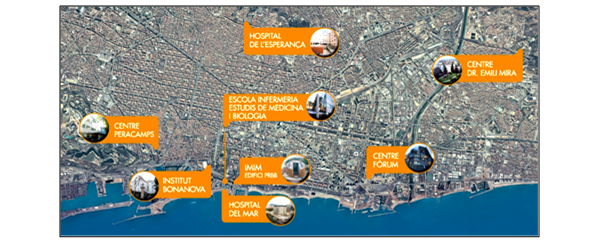 HOSPITAL
DE L'ESPERANÇA
CENTRE
DR. EMILI MIRA
ESCOLA INFERMERIA
ESTUDIS DE MEDICINA
I BIOLOGIA
CENTRE
PERACAMPS
CENTRE
FÒRUM
IMIM
EDIFICI PRBB
INSTITUT
BONANOVA
HOSPITAL
DEL MAR